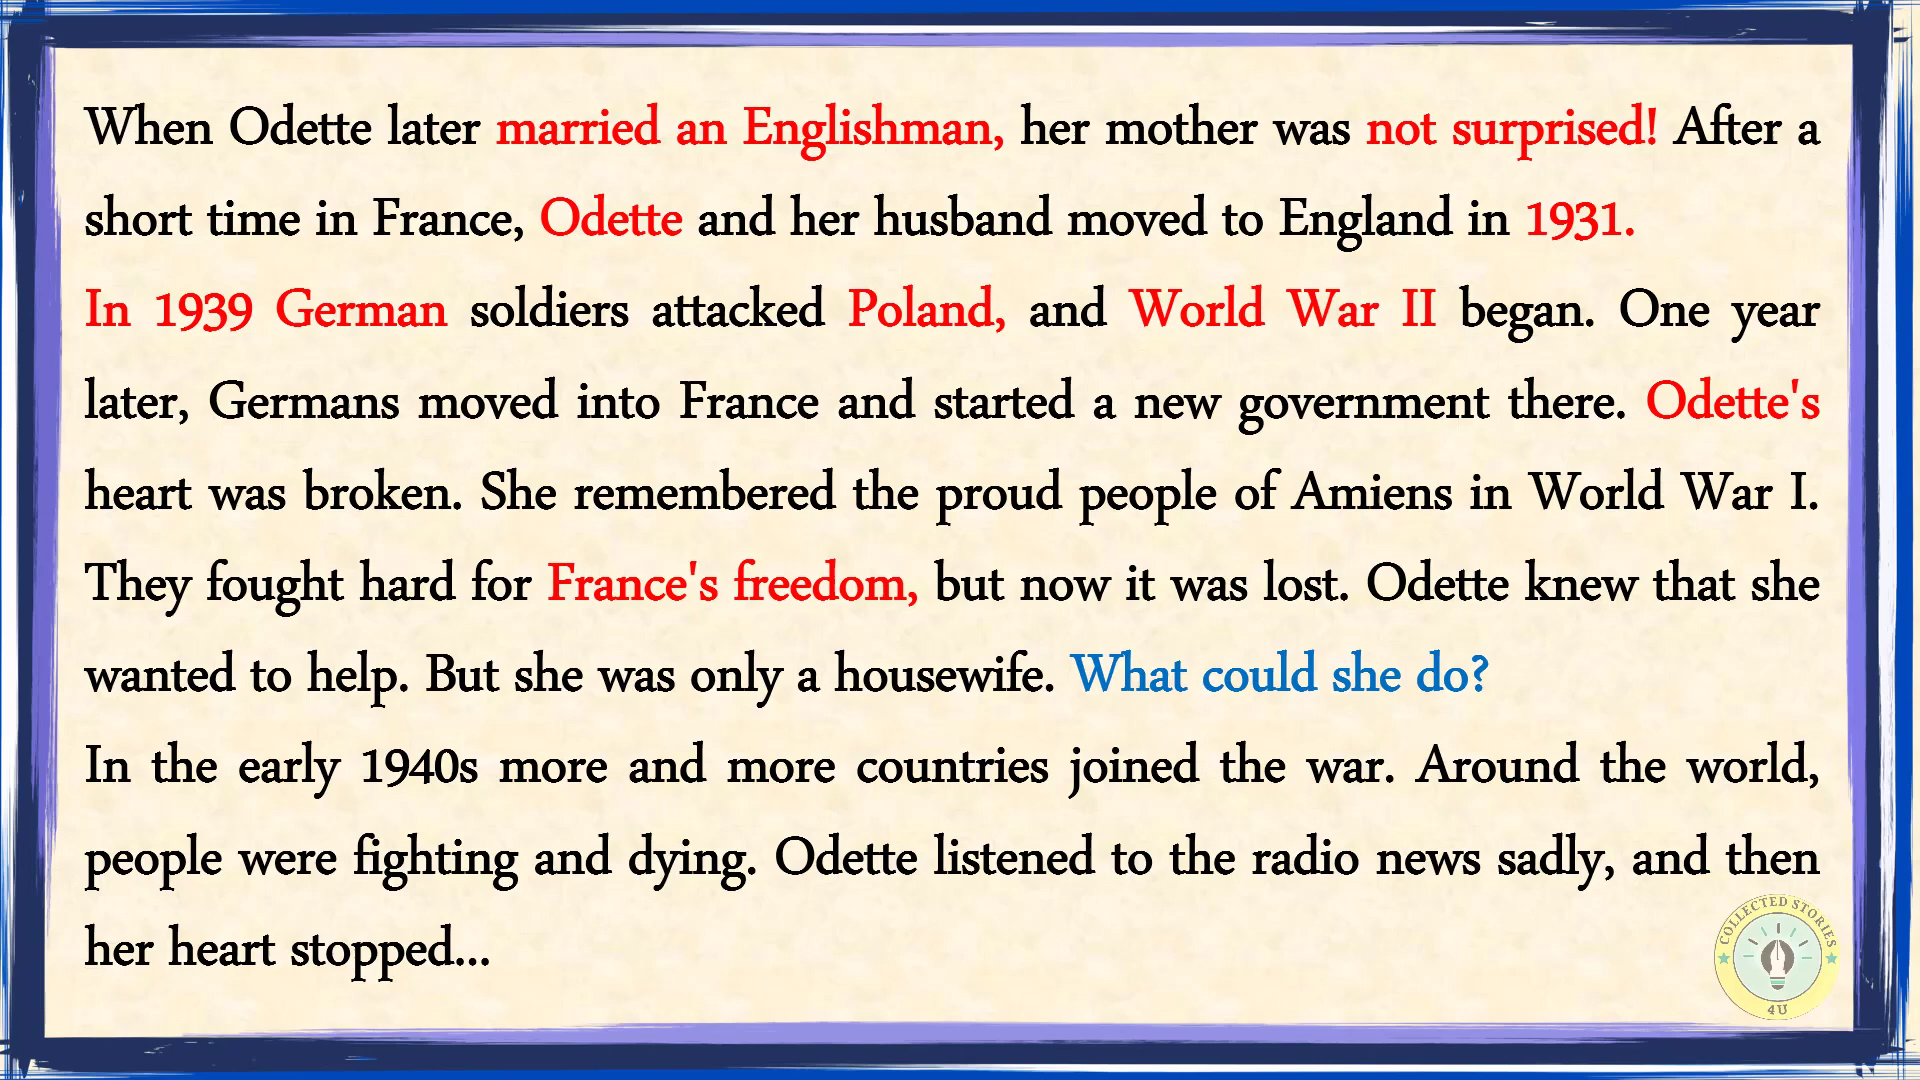 When Odette later married an Englishman, her mother was not surprised! After a
short time in France, Odette and her husband moved to England in 1931.
In 1939 German soldiers attacked Poland, and World War II began. One year
later, Germans moved into France and started a new government there. Odette's
heart was broken. She remembered the proud people of Amiens in World War I.
They fought hard for France's freedom, but now it was lost. Odette knew that she
wanted to help. But she was only a housewife. What could she do?
In the early 1940s more and more countries joined the war. Around the world,
people were fighting and dying. Odette listened to the radio news sadly, and then
her heart stopped...
COLLECTED STORIES
4U